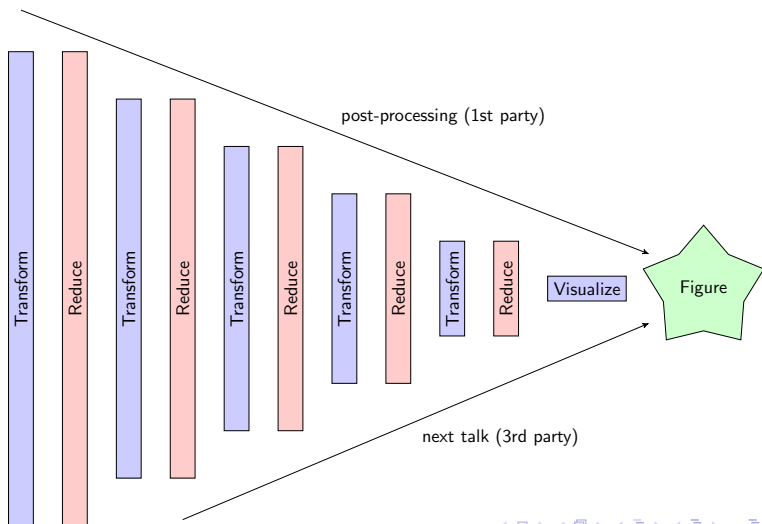 post-processing (1st party)
Transform
Reduce
Transform
Reduce
Transform
Reduce
Transform
Reduce
Transform
Reduce
Visualize
Figure
next talk (3rd party)